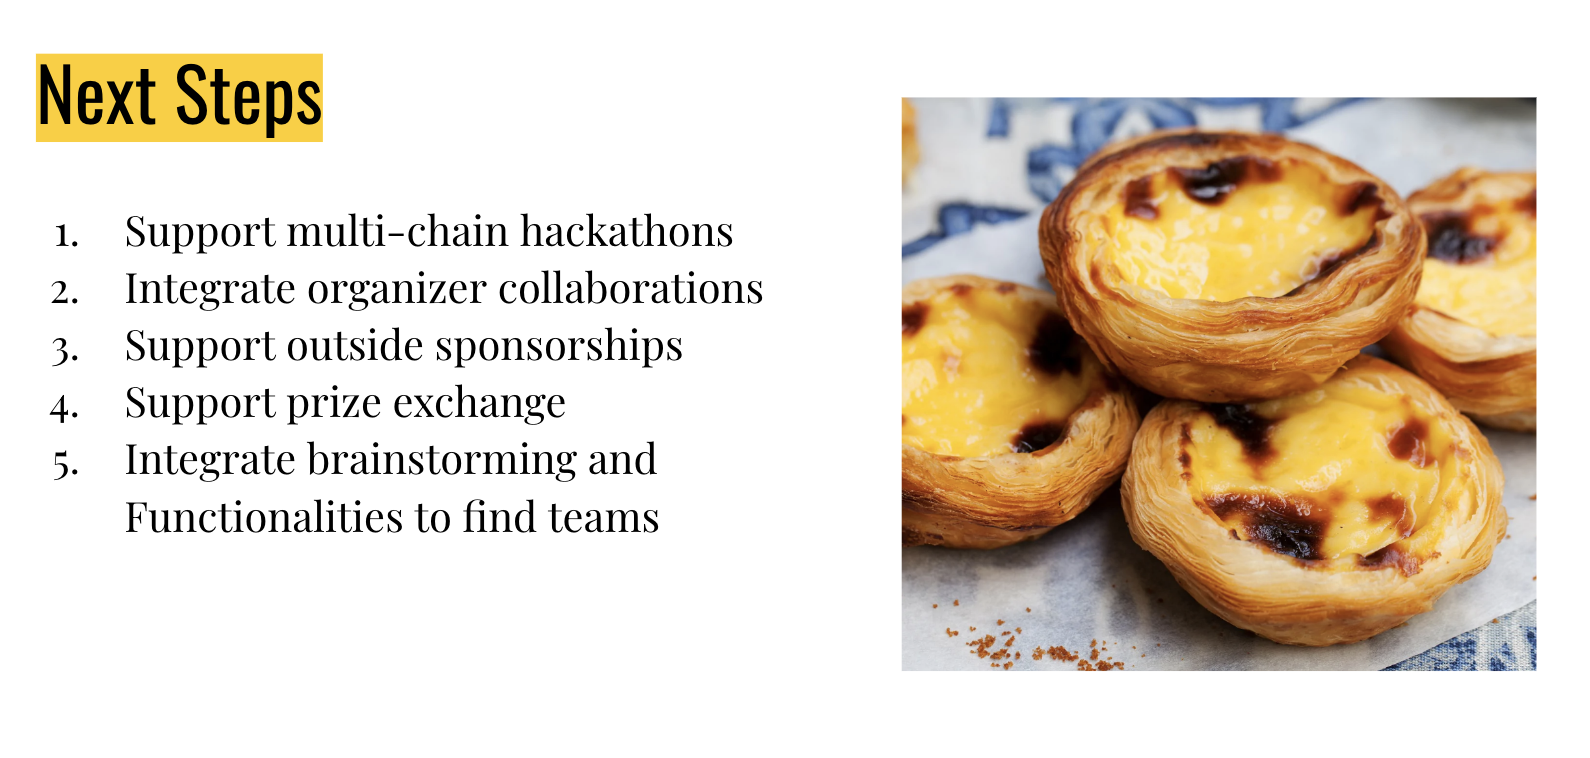 Next Steps
1. Support multi-chain hackathons
2. Integrate organizer collaborations
3. Support outside sponsorships
4. Support prize exchange
5. Integrate brainstorming and
Functionalities to find teams